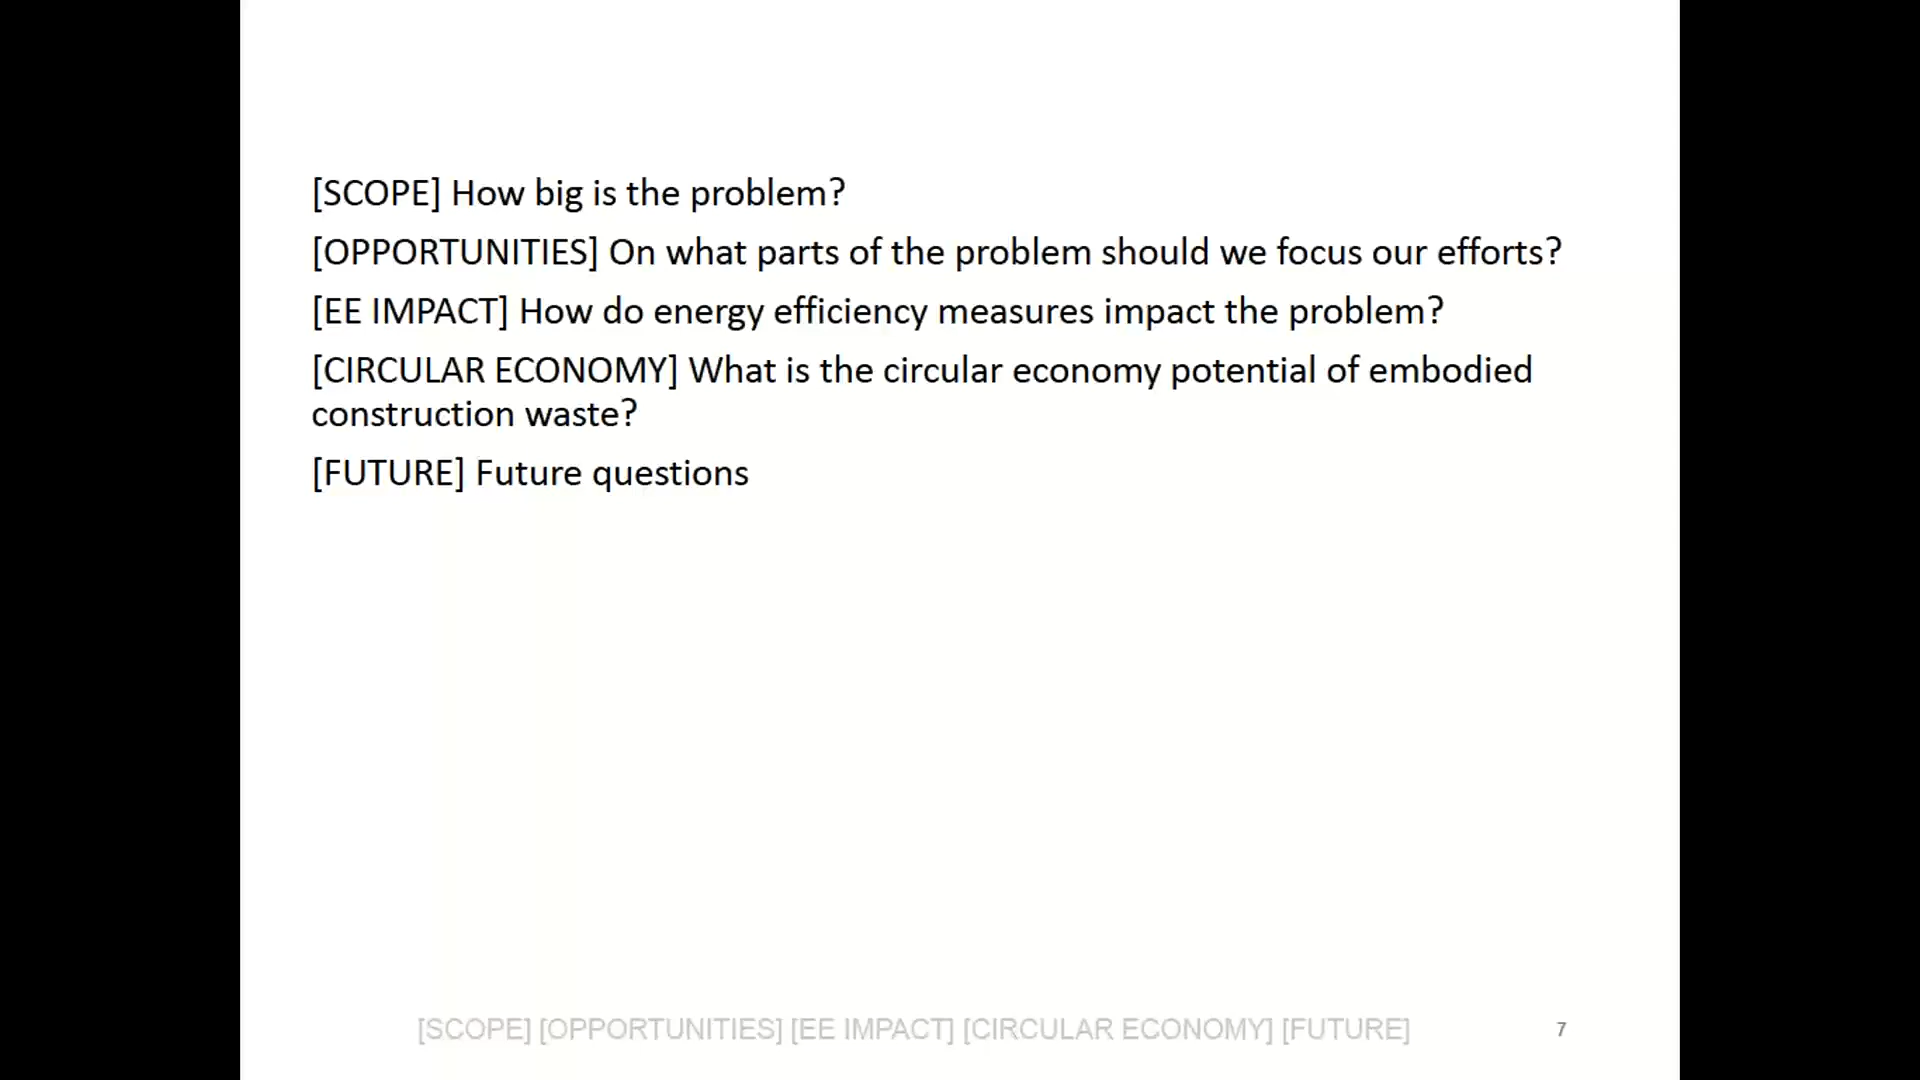 [SCOPE] How big is the problem?
[OPPORTUNITIES] On what parts of the problem should we focus our efforts?
[EE IMPACT] How do energy efficiency measures impact the problem?
[CIRCULAR ECONOMY] What is the circular economy potential of embodied
construction waste?
[FUTURE] Future questions
[SCOPE] [OPPORTUNITIES] [EE IMPACT] [CIRCULAR ECONOMY] [FUTURE]
7